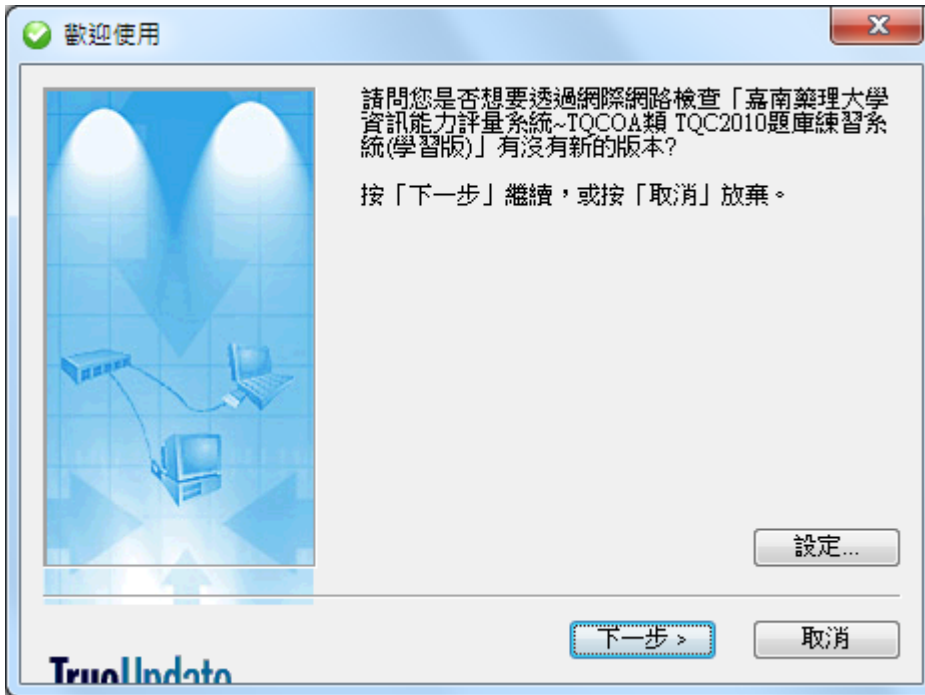 歡迎使用
請問您是否想要透過網際網路檢查「嘉南藥理大學
資訊能力評量系統~TQCOA類 TQC2010題庫練習系
統(學習版)」有沒有新的版本?
按「下一步」繼續，或按「取消」放棄。
設定...
下一步 >
取消
TrueUpdate